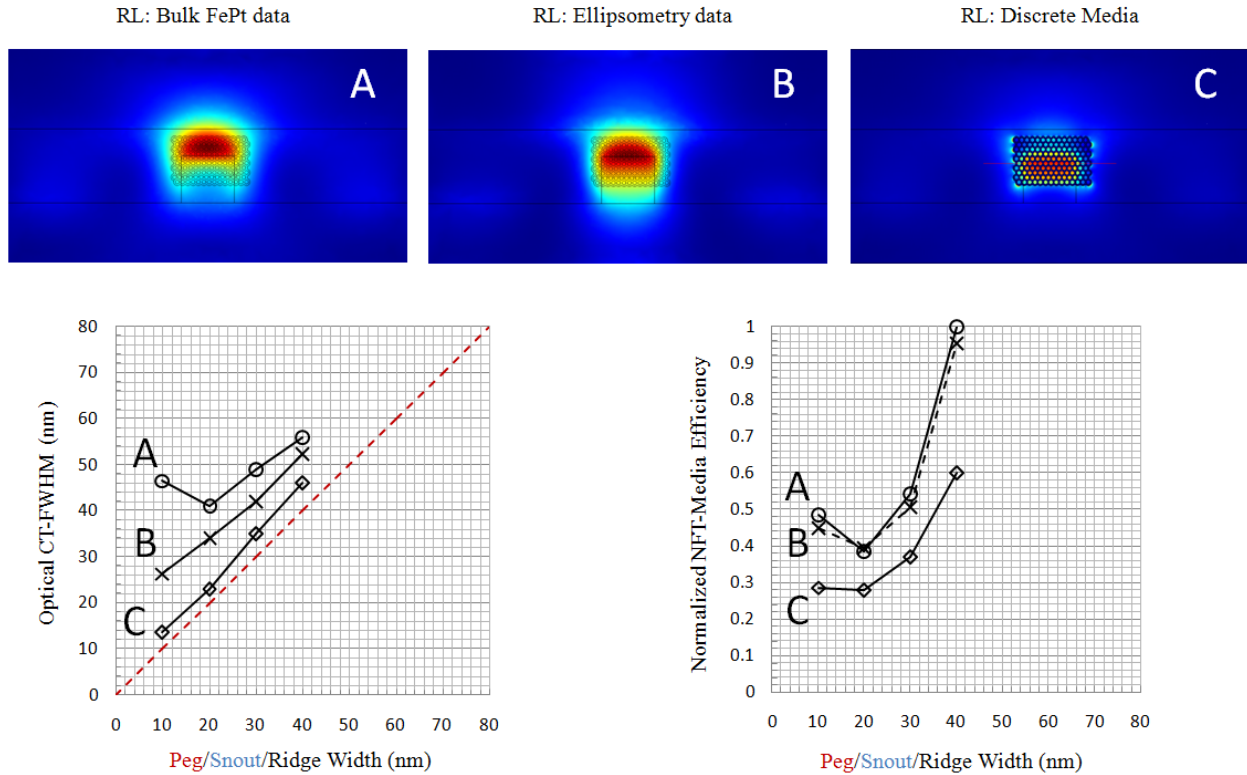 RL: Bulk FePt data
RL: Ellipsometry data
RL: Discrete Media
A
B
C
Optical CT-FWHM (nm)
80
70
60
50
40
30
20
10
0
A
B
C
0 10 20 30 40 50 60 70 80
Peg/Snout/Ridge Width (nm)
Normalized NFT-Media Efficiency
1
0.9
0.8
0.7
0.6
0.5
0.4
0.3
0.2
0.1
0
A
B
C
0 10 20 30 40 50 60 70 80
Peg/Snout/Ridge Width (nm)